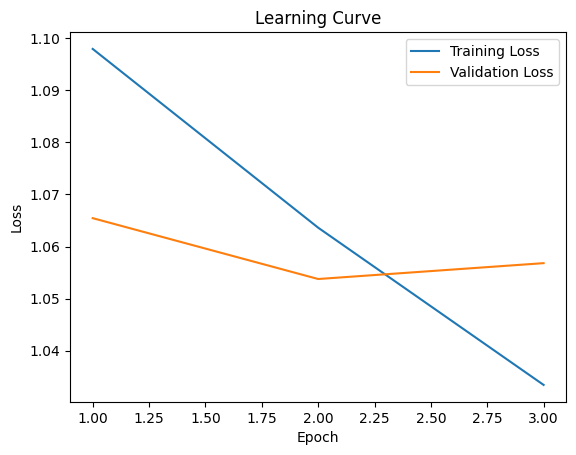 Learning Curve
1.10
1.09
1.08
1.07
1.06
1.05
1.04
Loss
Training Loss
Validation Loss
1.00 1.25 1.50 1.75 2.00 2.25 2.50 2.75 3.00
Epoch